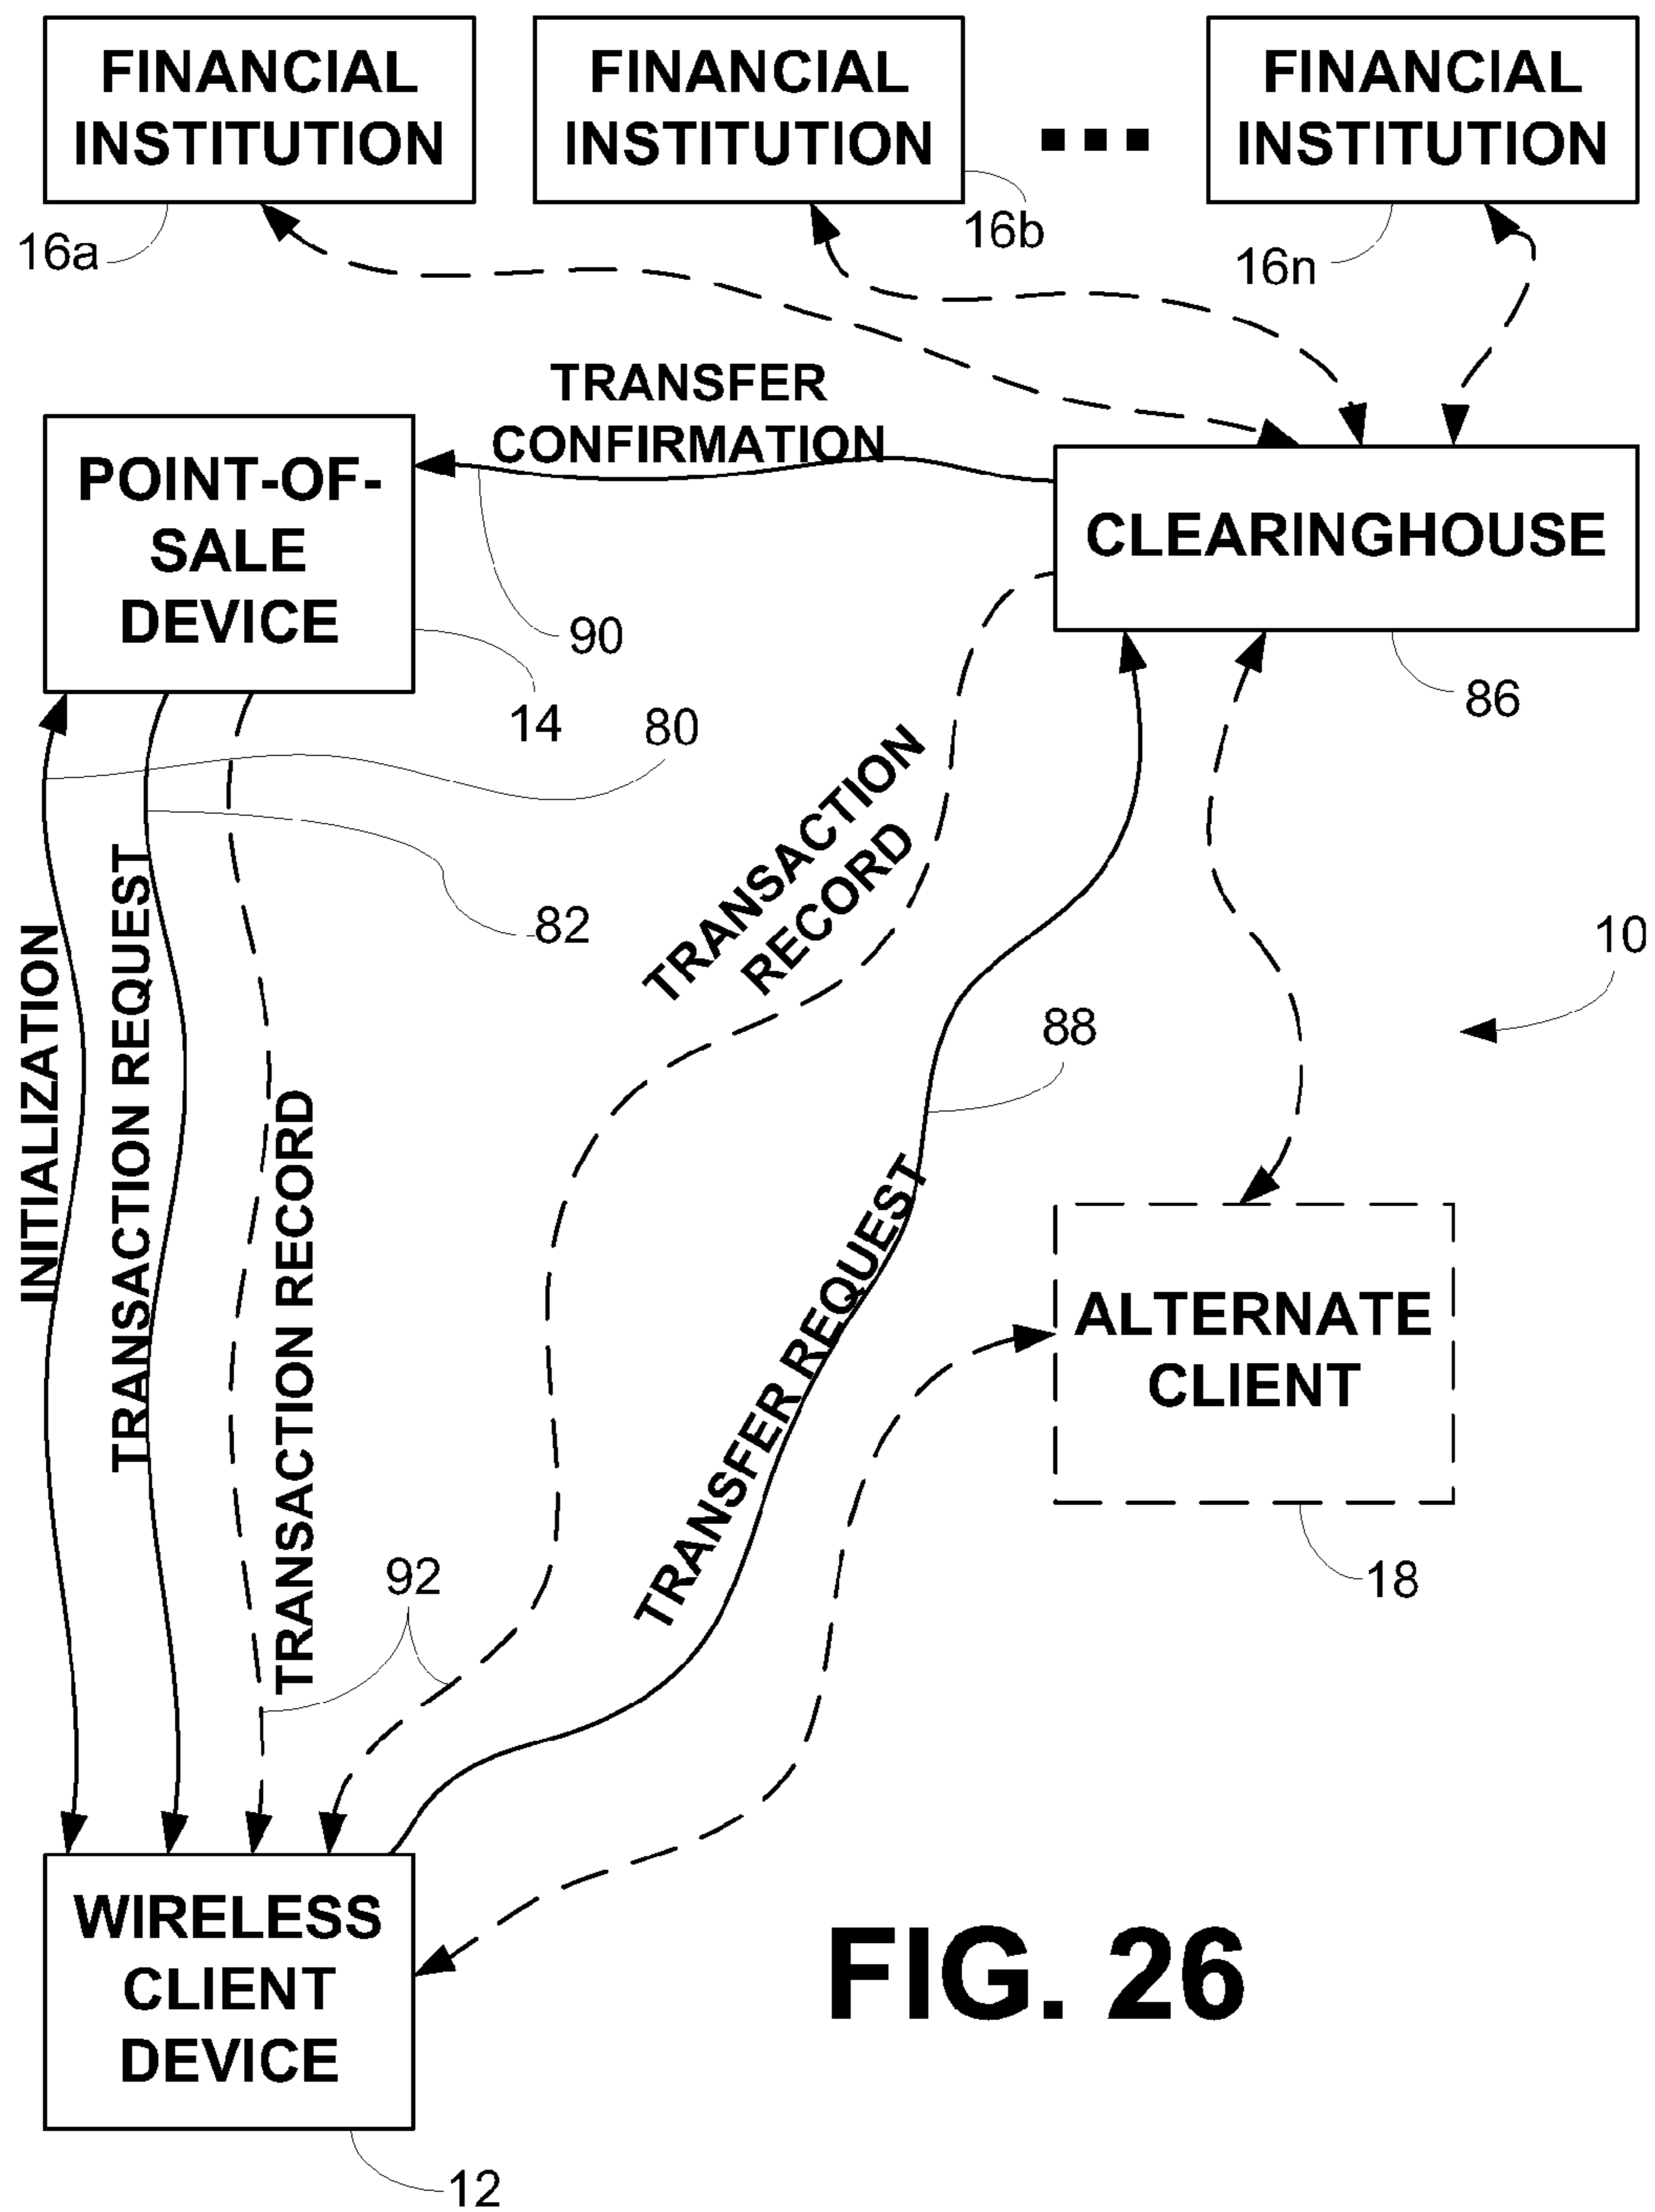 FINANCIAL
INSTITUTION
FINANCIAL
INSTITUTION
...
FINANCIAL
INSTITUTION
16a
16b
16n
TRANSFER
CONFIRMATION
POINT-OF-
SALE
DEVICE
CLEARINGHOUSE
90
14
80
86
82
INITIALIZATION
TRANSACTION REQUEST
TRANSACTION RECORD
TRANSACTION
RECORD
10
88
TRANSFER REQUEST
ALTERNATE
CLIENT
92
18
WIRELESS
CLIENT
DEVICE
12
FIG. 26